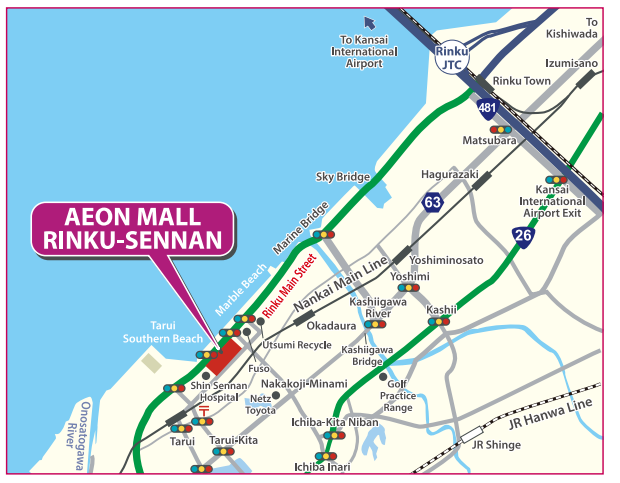 To Kansai
International
Airport
To
Kishiwada
Rinku
JTC
Izumisano
Rinku Town
481
Matsubara
Sky Bridge
Hagurazaki
Kansai
International
Airport Exit
63
26
AEON MALL
RINKU-SENNAN
Marine Bridge
Marble Beach
Rinku Main Street
Nankai Main Line
Yoshiminosato
Yoshimi
Kashiigawa
River
Kashii
Tarui
Southern Beach
Okadaura
Utsumi Recycle
Kashiigawa
Bridge
Fuso
Shin Sennan
Hospital
Nakakoji-Minami
Netz
Toyota
Golf
Practice
Range
〒
Onosatogawa
River
Tarui
Tarui-Kita
Ichiba-Kita Niban
Ichiba Inari
JR Hanwa Line
JR Shinge